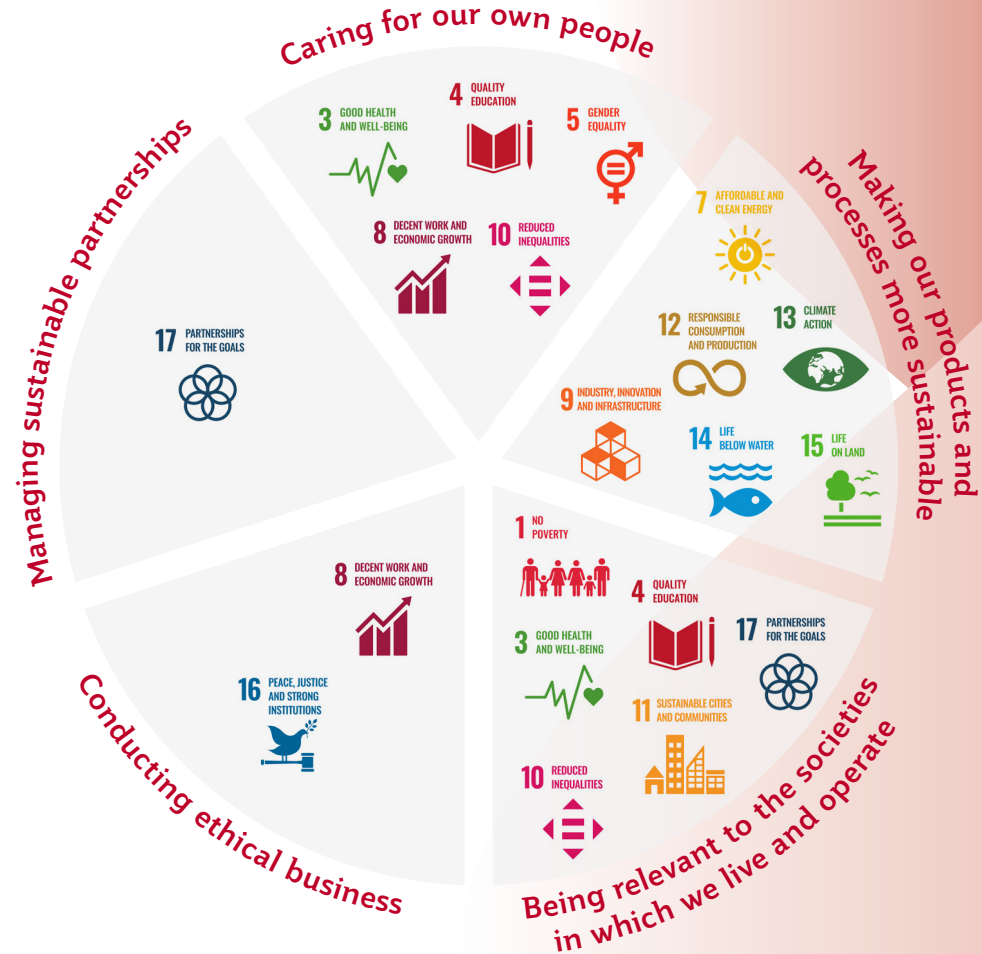 Caring for our own people
3 GOOD HEALTH
AND WELL-BEING
4 QUALITY
EDUCATION
5 GENDER
EQUALITY
8 DECENT WORK AND
ECONOMIC GROWTH
10 REDUCED
INEQUALITIES
Making our products and
processes more sustainable
7 AFFORDABLE AND
CLEAN ENERGY
12 RESPONSIBLE
CONSUMPTION
AND PRODUCTION
13 CLIMATE
ACTION
9 INDUSTRY, INNOVATION
AND INFRASTRUCTURE
14 LIFE
BELOW WATER
15 LIFE
ON LAND
Being relevant to the societies
in which we live and operate
1 NO
POVERTY
4 QUALITY
EDUCATION
17 PARTNERSHIPS
FOR THE GOALS
3 GOOD HEALTH
AND WELL-BEING
11 SUSTAINABLE CITIES
AND COMMUNITIES
10 REDUCED
INEQUALITIES
Conducting ethical business
8 DECENT WORK AND
ECONOMIC GROWTH
16 PEACE, JUSTICE
AND STRONG
INSTITUTIONS
Managing sustainable partnerships
17 PARTNERSHIPS
FOR THE GOALS